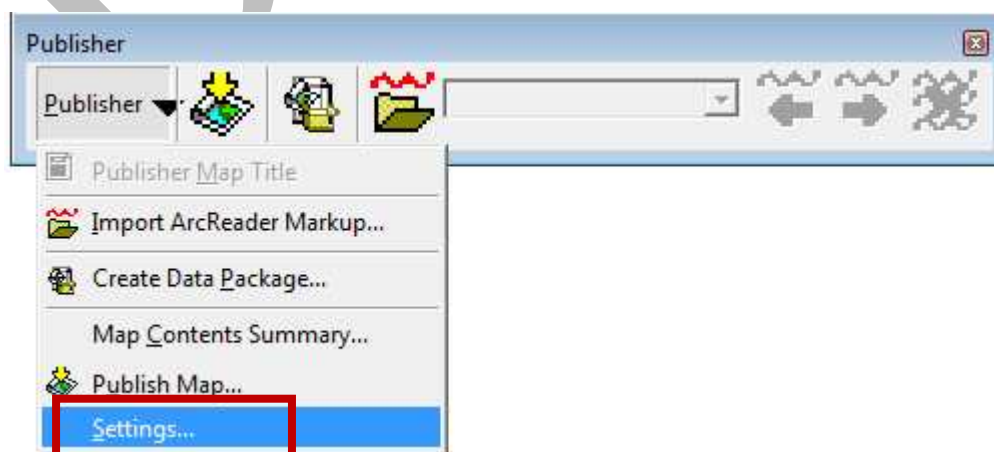 Publisher
Publisher
Publisher Map Title
Import ArcReader Markup...
Create Data Package...
Map Contents Summary...
Publish Map...
Settings...